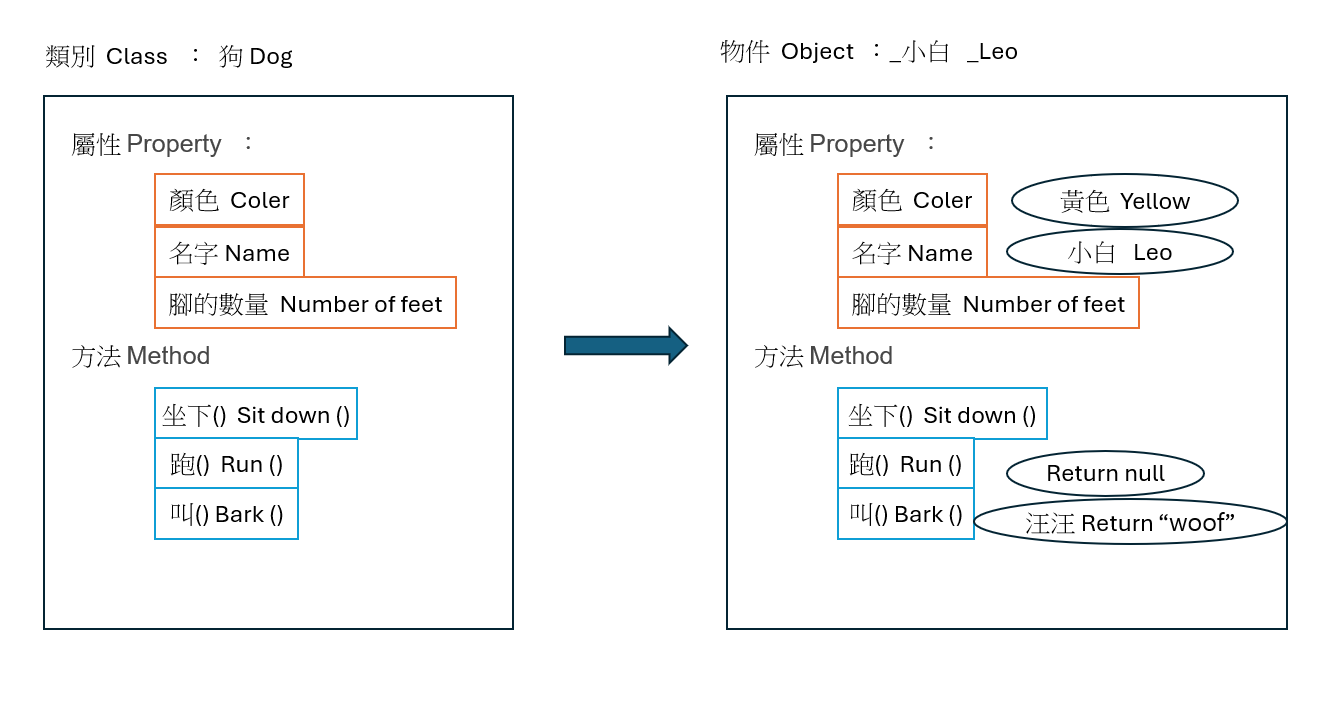 類別 Class ： 狗 Dog
屬性 Property ：
顏色 Coler
名字 Name
腳的數量 Number of feet
方法 Method
坐下() Sit down ()
跑() Run ()
叫() Bark ()
物件 Object ：_小白 _Leo
屬性 Property ：
顏色 Coler
黃色 Yellow
名字 Name
小白 Leo
腳的數量 Number of feet
方法 Method
坐下() Sit down ()
跑() Run ()
Return null
叫() Bark ()
汪汪 Return “woof”